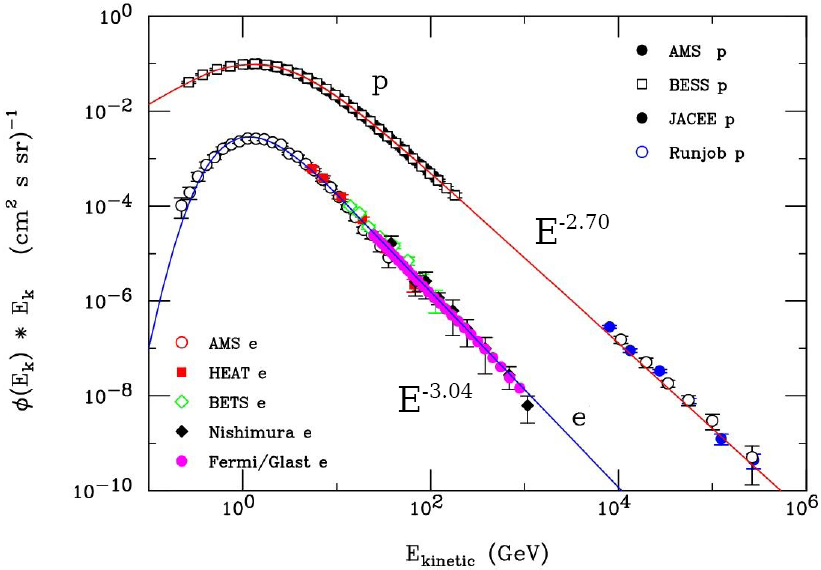 10^0
10^-2
10^-4
10^-6
10^-8
10^-10
ϕ(E_k) * E_k (cm^2 s sr)^-1
p
AMS p
BESS p
JACEE p
Runjob p
E^-2.70
AMS e
HEAT e
BETS e
Nishimura e
Fermi/Glast e
E^-3.04
e
10^0 10^2 10^4 10^6
E_kinetic (GeV)